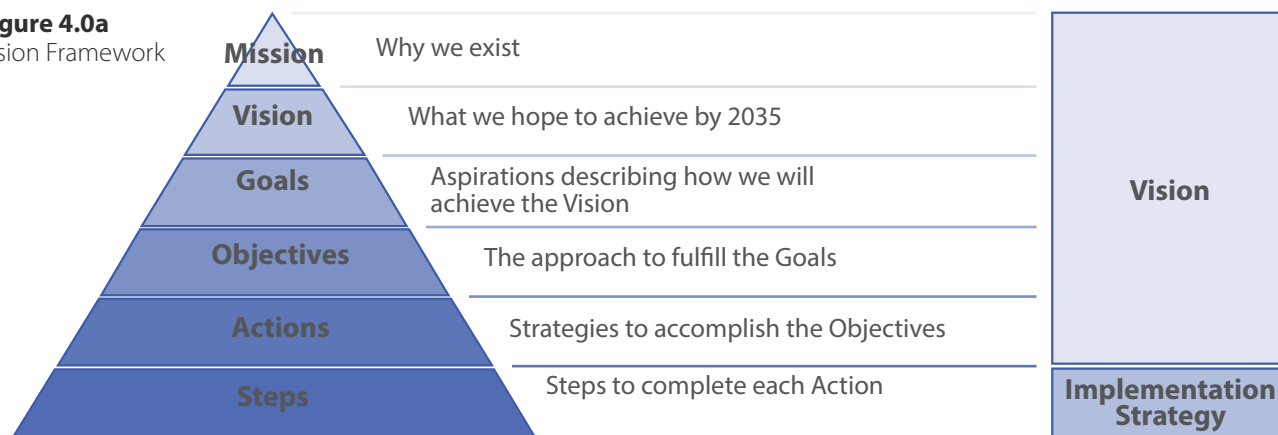 gure 4.0a
sion Framework
Mission
Why we exist
Vision
What we hope to achieve by 2035
Goals
Aspirations describing how we will
achieve the Vision
Objectives
The approach to fulfill the Goals
Actions
Strategies to accomplish the Objectives
Steps
Steps to complete each Action
Vision
Implementation
Strategy